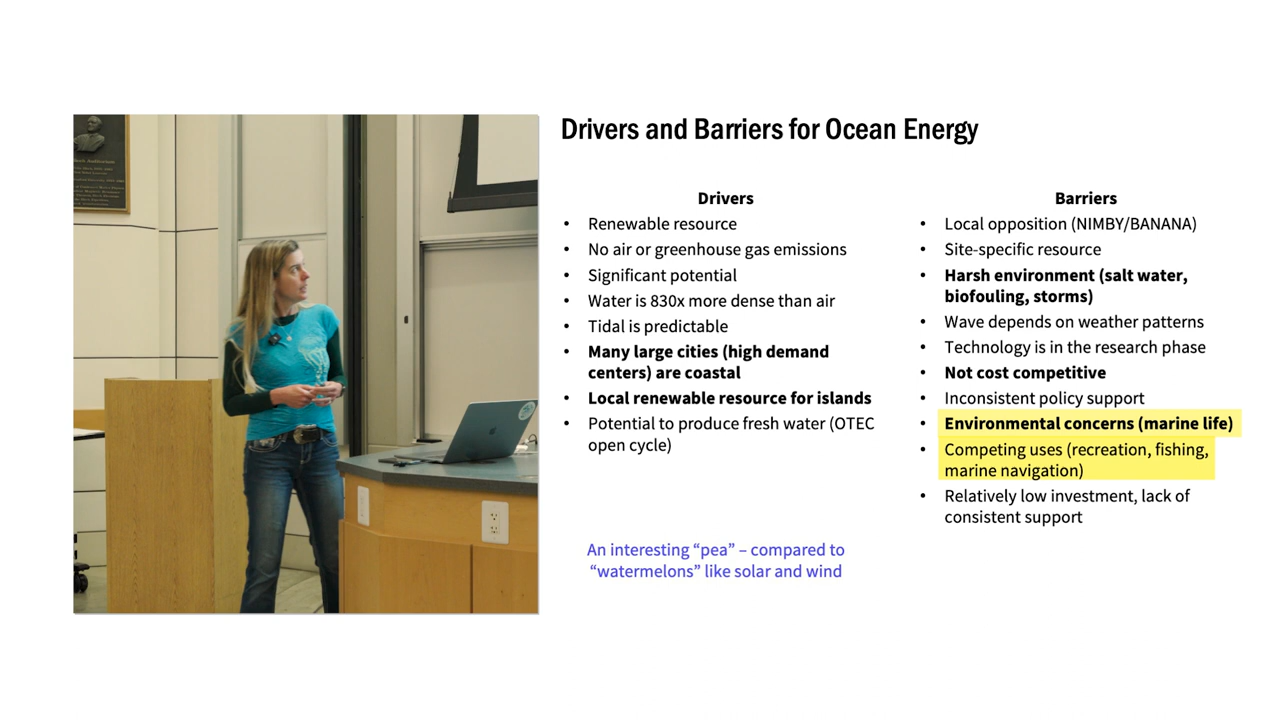 Drivers and Barriers for Ocean Energy
Drivers
• Renewable resource
• No air or greenhouse gas emissions
• Significant potential
• Water is 830x more dense than air
• Tidal is predictable
• Many large cities (high demand
centers) are coastal
• Local renewable resource for islands
• Potential to produce fresh water (OTEC
open cycle)
An interesting “pea” – compared to
“watermelons” like solar and wind
Barriers
• Local opposition (NIMBY/BANANA)
• Site-specific resource
• Harsh environment (salt water,
biofouling, storms)
• Wave depends on weather patterns
• Technology is in the research phase
• Not cost competitive
• Inconsistent policy support
• Environmental concerns (marine life)
• Competing uses (recreation, fishing,
marine navigation)
• Relatively low investment, lack of
consistent support
Auditorium